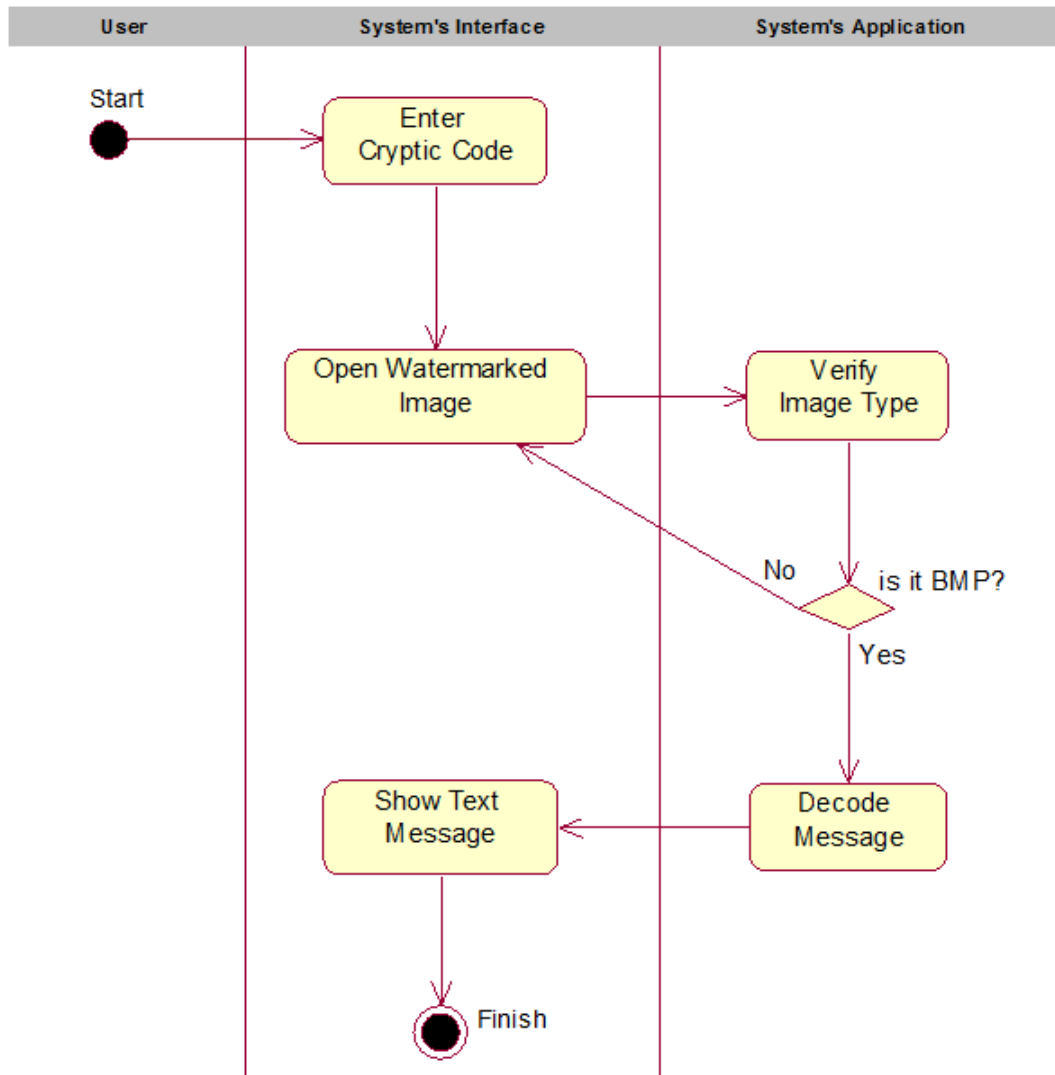 User
System's Interface
System's Application
Start
Enter
Cryptic Code
Open Watermarked
Image
Verify
Image Type
No
is it BMP?
Yes
Show Text
Message
Decode
Message
Finish